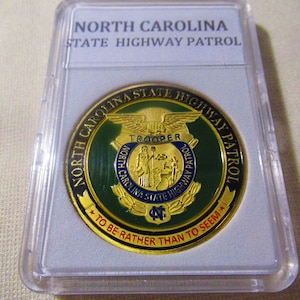 NORTH CAROLINA
STATE HIGHWAY PATROL
NORTH CAROLINA STATE HIGHWAY PATROL
TROOPER
NORTH CAROLINA STATE HIGHWAY PATROL
NC
TO BE RATHER THAN TO SEEM